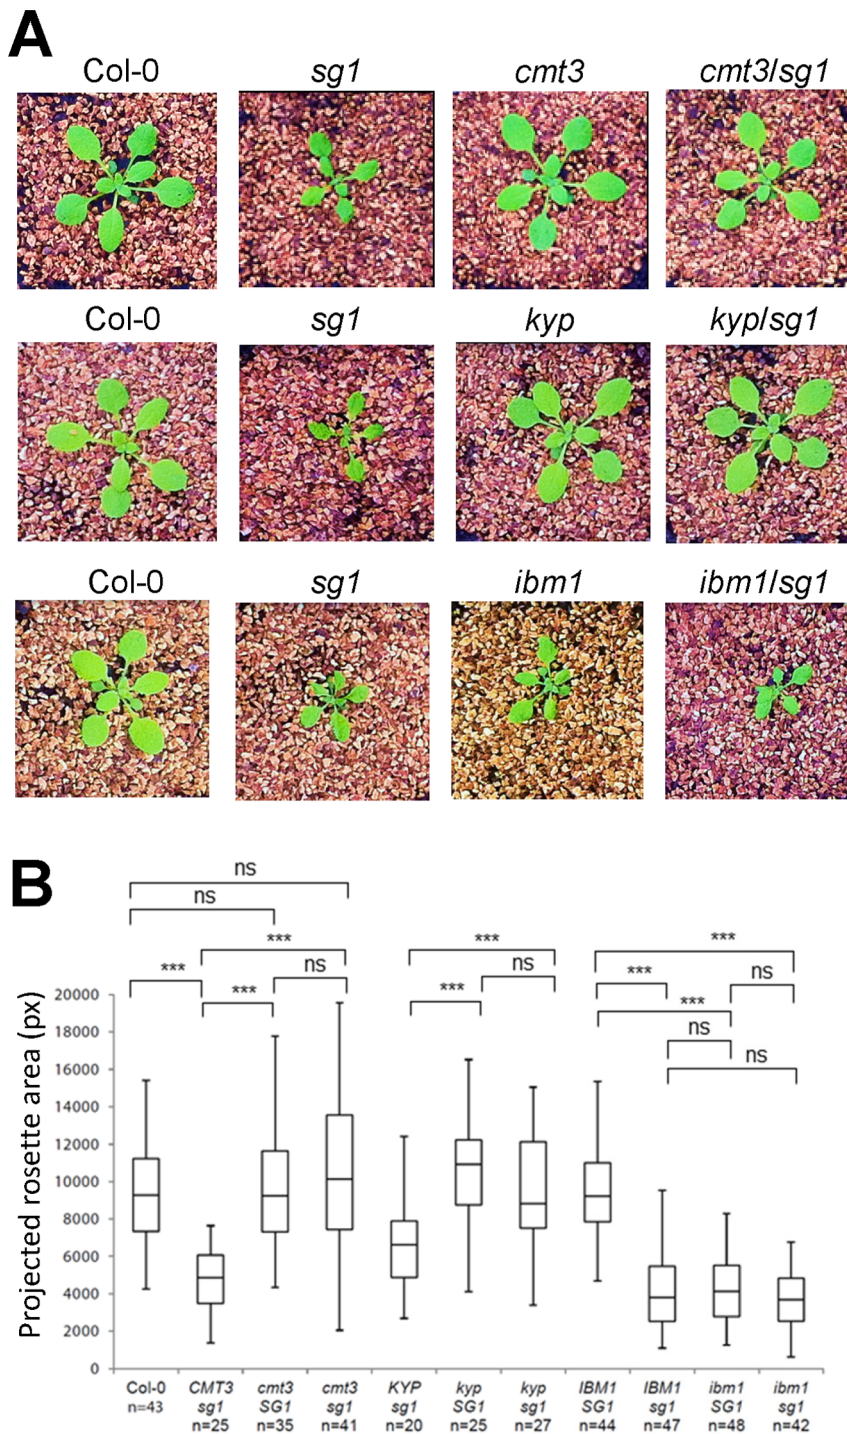 A
Col-0 sg1 cmt3 cmt3/sg1
Col-0 sg1 kyp kyp/sg1
Col-0 sg1 ibm1 ibm1/sg1
B
ns
ns
*** *** ***
ns ns ***
*** *** *** *** ns
ns
ns
Projected rosette area (px)
20000
18000
16000
14000
12000
10000
8000
6000
4000
2000
0
Col-0 CMT3 cmt3 cmt3 KYP kyp kyp IBM1 IBM1 ibm1 ibm1
n=43 sg1 SG1 sg1 sg1 SG1 sg1 SG1 sg1 SG1 sg1
n=25 n=35 n=41 n=20 n=25 n=27 n=44 n=47 n=48 n=42